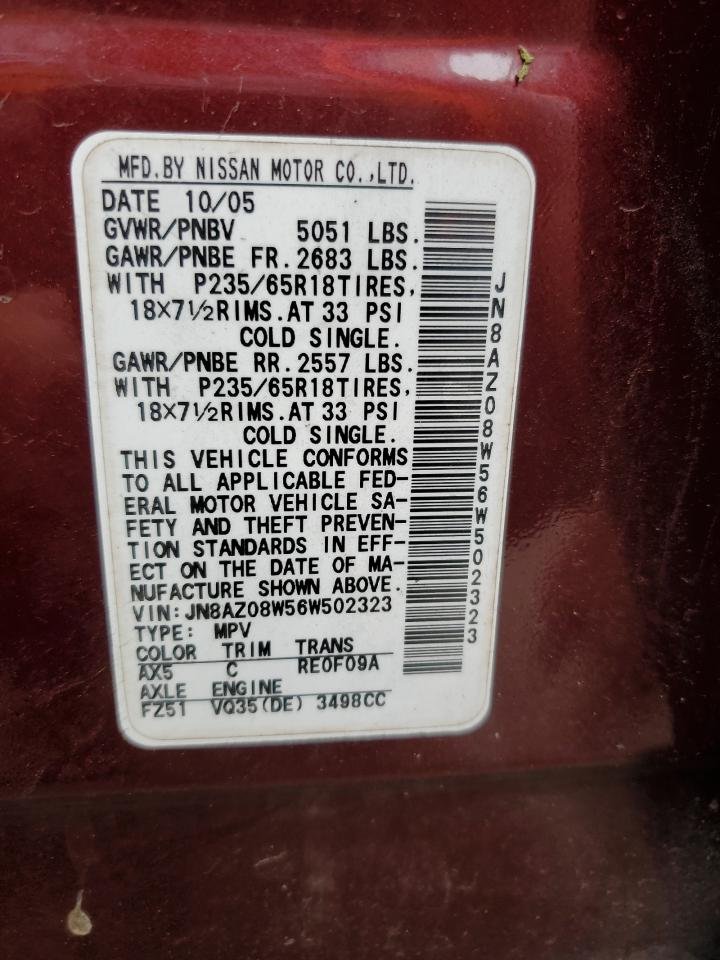 MFD.BY NISSAN MOTOR CO.,LTD.
DATE 10/05
GVWR/PNBV 5051 LBS.
GAWR/PNBE FR.2683 LBS.
WITH P235/65R18TIRES,
18×7½RIMS.AT 33 PSI
COLD SINGLE.
GAWR/PNBE RR.2557 LBS.
WITH P235/65R18TIRES,
18×7½RIMS.AT 33 PSI
COLD SINGLE.
THIS VEHICLE CONFORMS
TO ALL APPLICABLE FED-
ERAL MOTOR VEHICLE SA-
FETY AND THEFT PREVEN-
TION STANDARDS IN EFF-
ECT ON THE DATE OF MA-
NUFACTURE SHOWN ABOVE.
VIN:JN8AZ08W56W502323
TYPE: MPV
COLOR TRIM TRANS
AX5 C RE0F09A
AXLE ENGINE
FZ51 VQ35(DE) 3498CC
JN8AZ08W56W502323